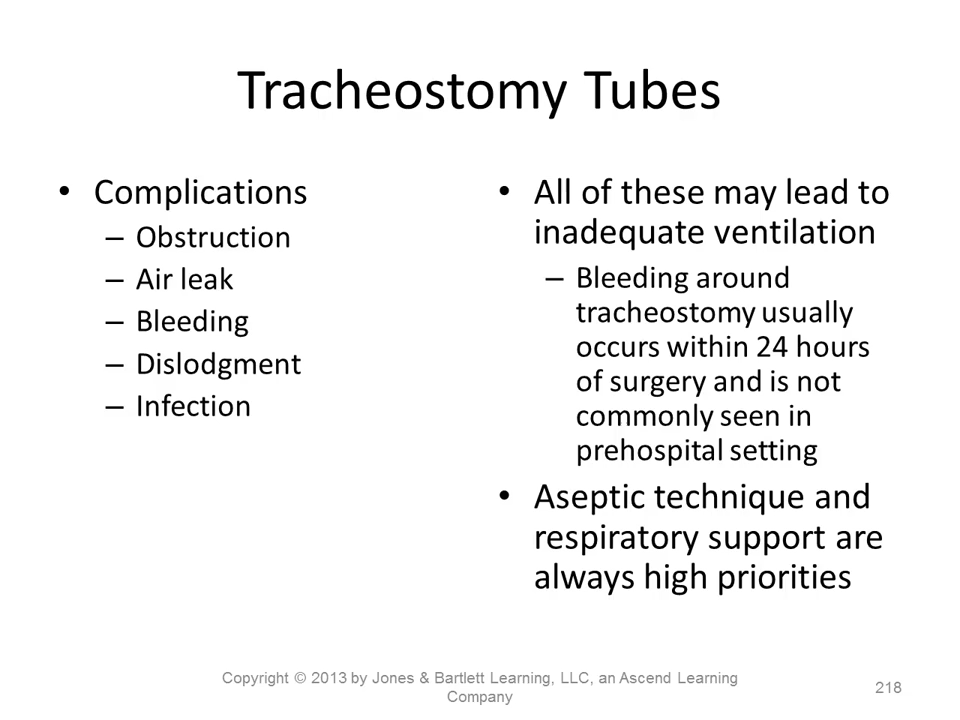 Tracheostomy Tubes
• Complications
– Obstruction
– Air leak
– Bleeding
– Dislodgment
– Infection
• All of these may lead to
inadequate ventilation
– Bleeding around
tracheostomy usually
occurs within 24 hours
of surgery and is not
commonly seen in
prehospital setting
• Aseptic technique and
respiratory support are
always high priorities
Copyright © 2013 by Jones & Bartlett Learning, LLC, an Ascend Learning
Company
218